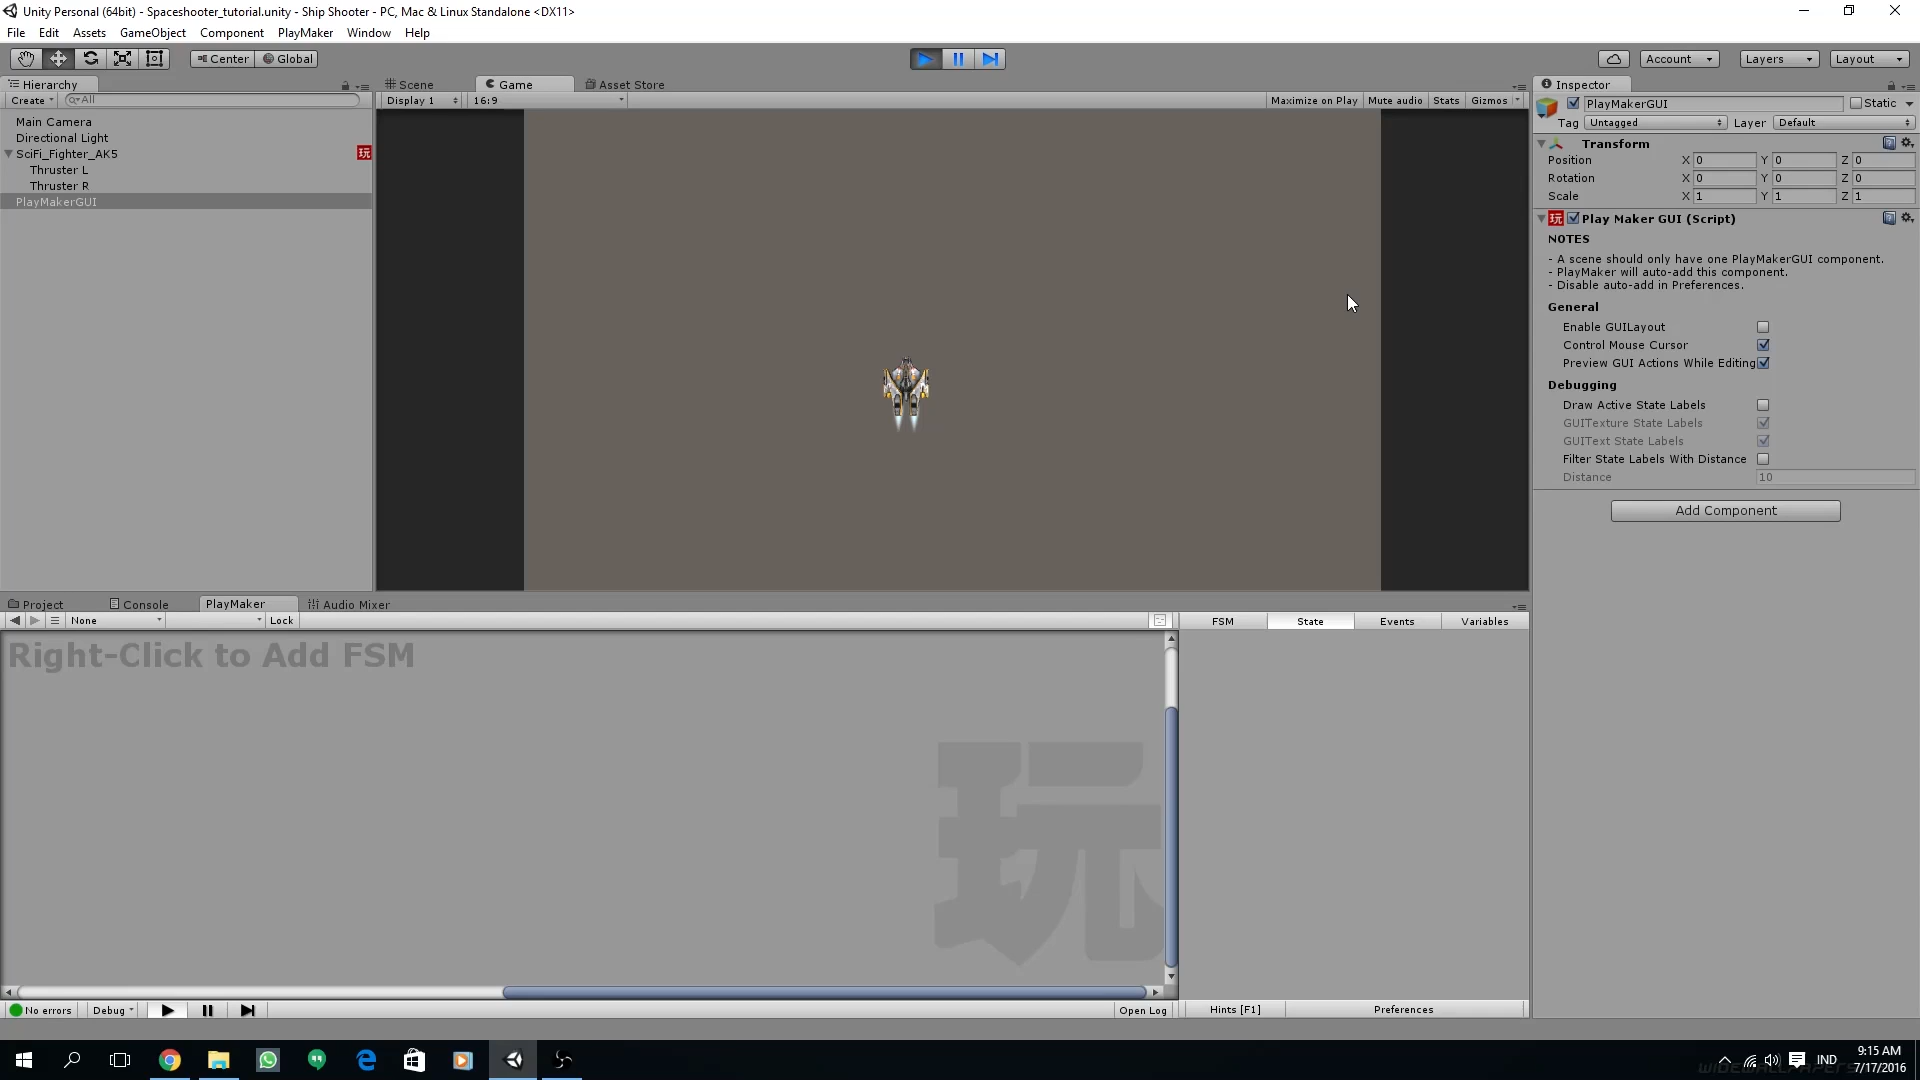 Unity Personal (64bit) - Spaceshooter_tutorial.unity - Ship Shooter - PC, Mac & Linux Standalone <DX11>
File Edit Assets GameObject Component PlayMaker Window Help
Center Global Account Layers Layout
Hierarchy Scene Game Asset Store Inspector
Create All Display 1 16:9 Maximize on Play Mute audio Stats Gizmos PlayMakerGUI Static
Tag Untagged Layer Default
Main Camera
Directional Light
SciFi_Fighter_AK5 玩
Thruster L
Thruster R
PlayMakerGUI
Transform
Position X 0 Y 0 Z 0
Rotation X 0 Y 0 Z 0
Scale X 1 Y 1 Z 1
玩 Play Maker GUI (Script)
NOTES
- A scene should only have one PlayMakerGUI component.
- PlayMaker will auto-add this component.
- Disable auto-add in Preferences.
General
Enable GUILayout
Control Mouse Cursor
Preview GUI Actions While Editing
Debugging
Draw Active State Labels
GUITexture State Labels
GUIText State Labels
Filter State Labels With Distance
Distance 10
Add Component
Project Console PlayMaker Audio Mixer
None Lock FSM State Events Variables
Right-Click to Add FSM
玩
No errors Debug Open Log Hints [F1] Preferences
IND 9:15 AM
7/17/2016